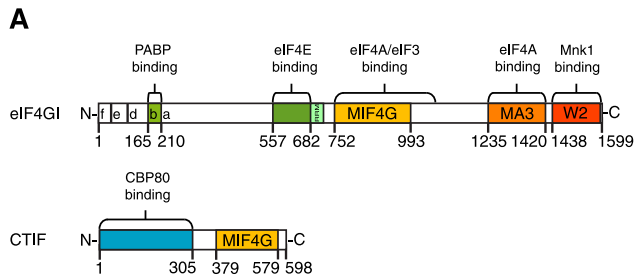 A
PABP binding
eIF4E binding
eIF4A/eIF3 binding
eIF4A binding
Mnk1 binding
eIF4GI N- f e d b a RRM MIF4G MA3 W2 -C
1 165 210 557 682 752 993 1235 1420 1438 1599
CBP80 binding
CTIF N- MIF4G -C
1 305 379 579 598